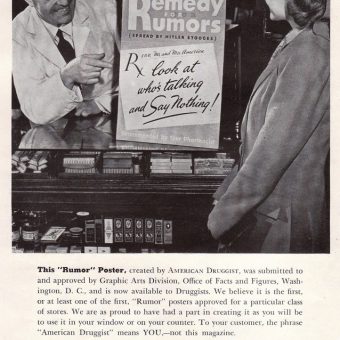 Remedy
FOR
Rumors
(SPREAD BY HITLER STOOGES)
FOR Mr. and Mrs. America
Rx look at
who's talking
and Say Nothing!
Recommended by Your Pharmacist
This "Rumor" Poster, created by AMERICAN DRUGGIST, was submitted to
and approved by Graphic Arts Division, Office of Facts and Figures, Wash-
ington, D. C., and is now available to Druggists. We believe it is the first,
or at least one of the first, "Rumor" posters approved for a particular class
of stores. We are as proud to have had a part in creating it as you will be
to use it in your window or on your counter. To your customer, the phrase
"American Druggist" means YOU,—not this magazine.